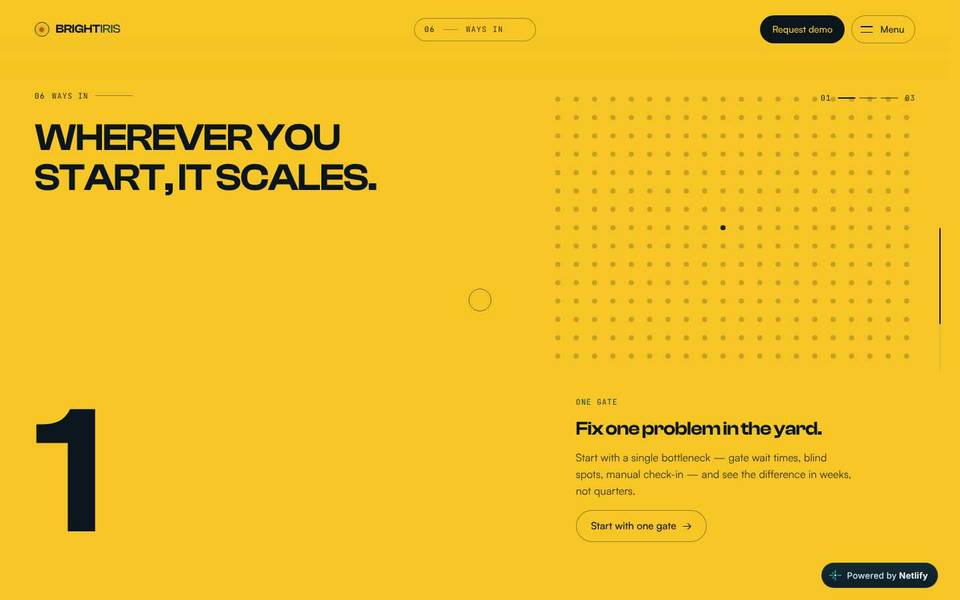 BRIGHTIRIS
06 WAYS IN
Request demo
Menu
06 WAYS IN
01 03
WHEREVER YOU
START, IT SCALES.
1
ONE GATE
Fix one problem in the yard.
Start with a single bottleneck — gate wait times, blind
spots, manual check-in — and see the difference in weeks,
not quarters.
Start with one gate →
Powered by Netlify